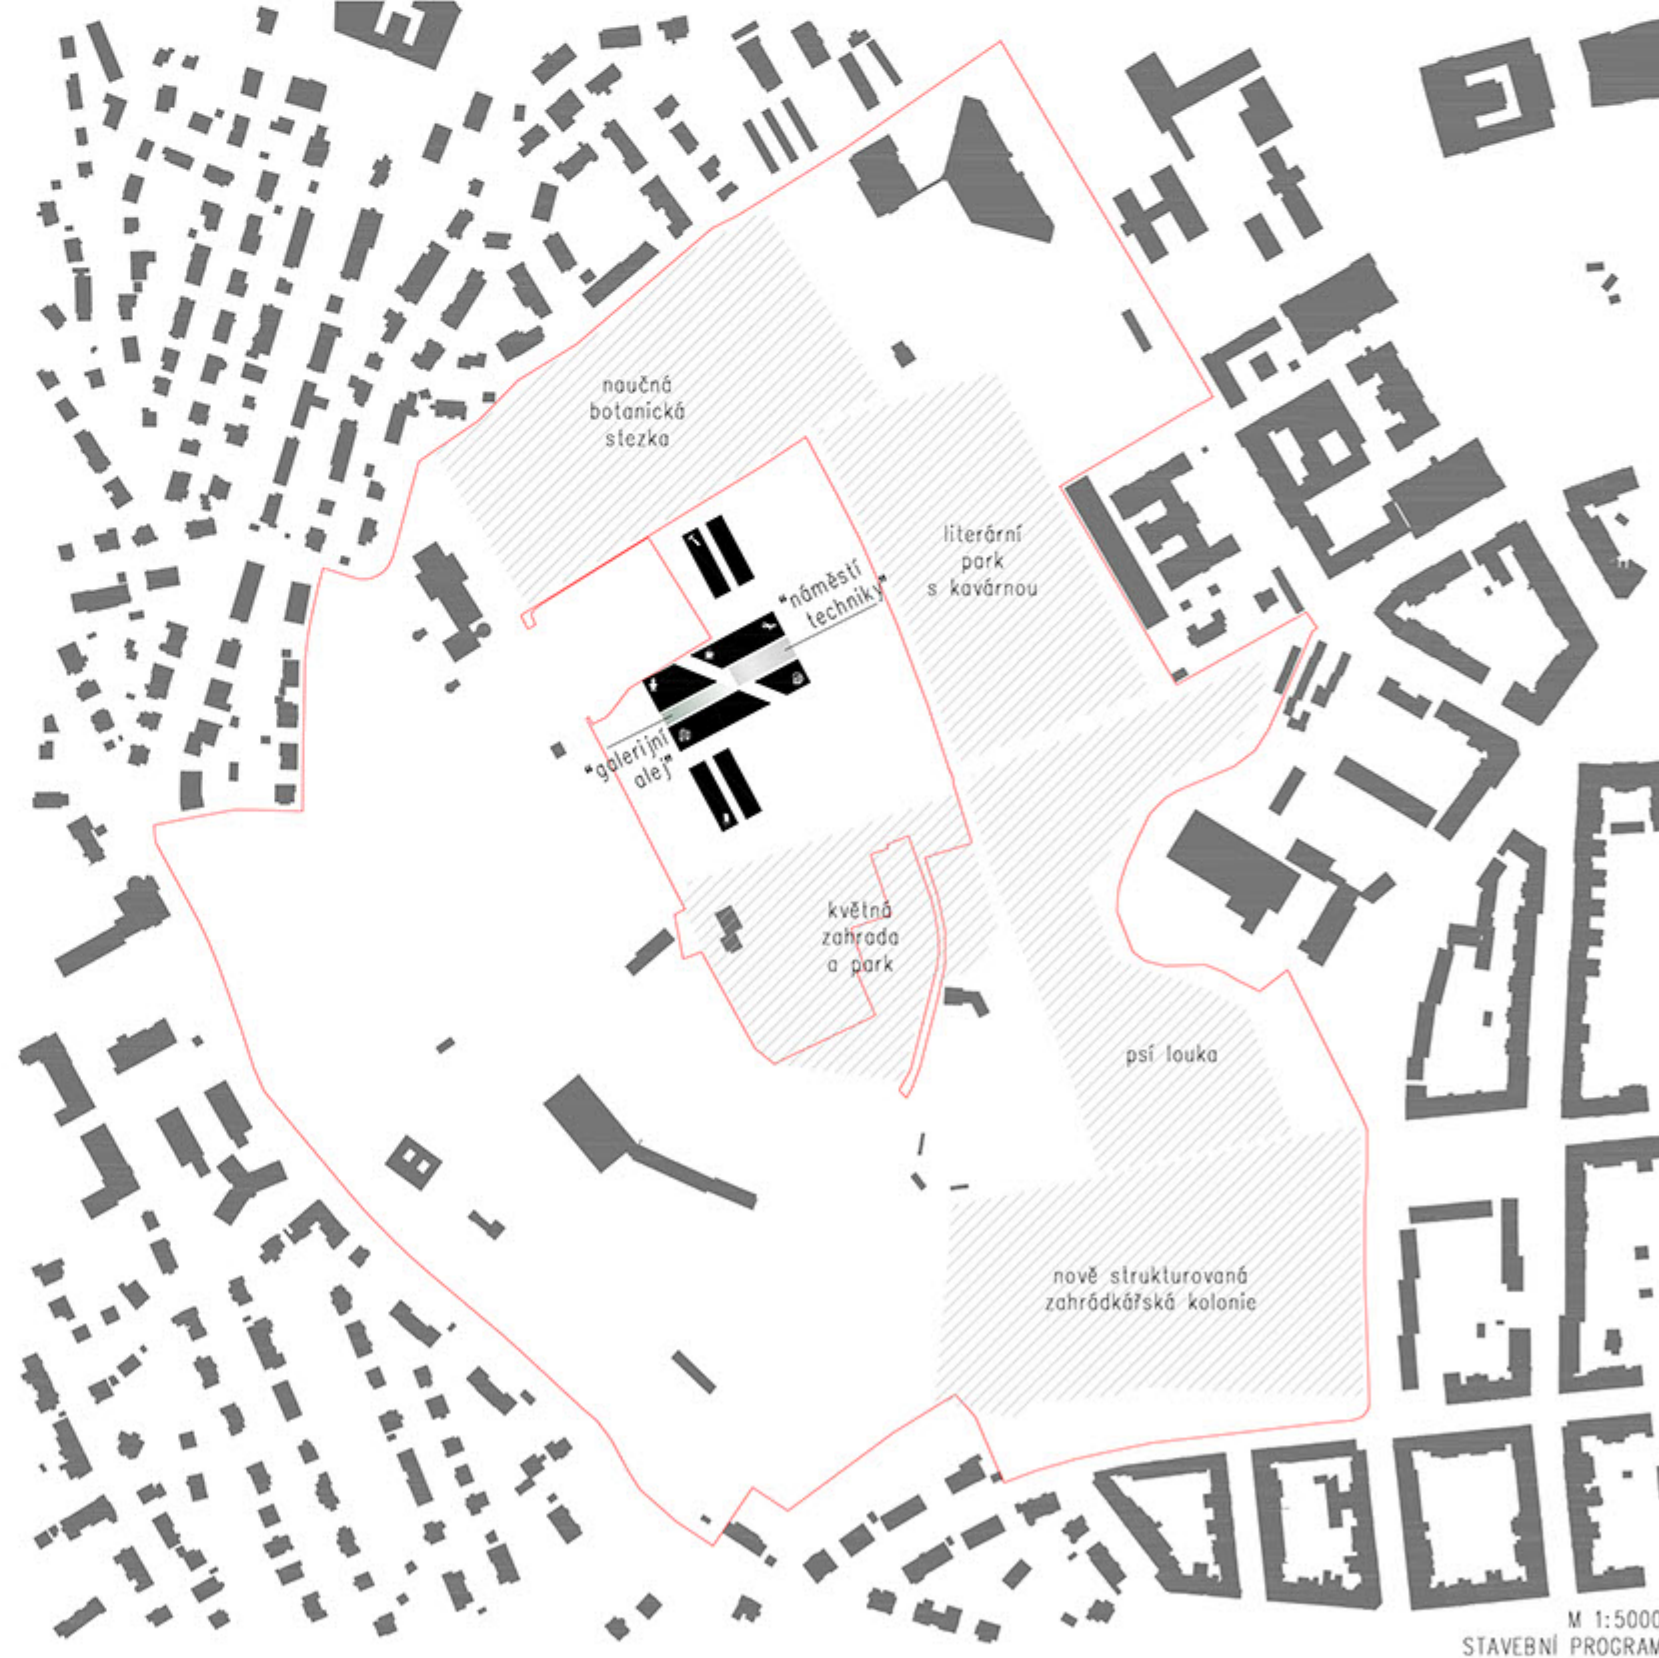 naučná
botanická
stezka
literární
park
s kavárnou
"náměstí
techniky"
"galerijní
alej"
květná
zahrada
a park
psí louka
nově strukturovaná
zahrádkářská kolonie
M 1:5000
STAVEBNÍ PROGRAM